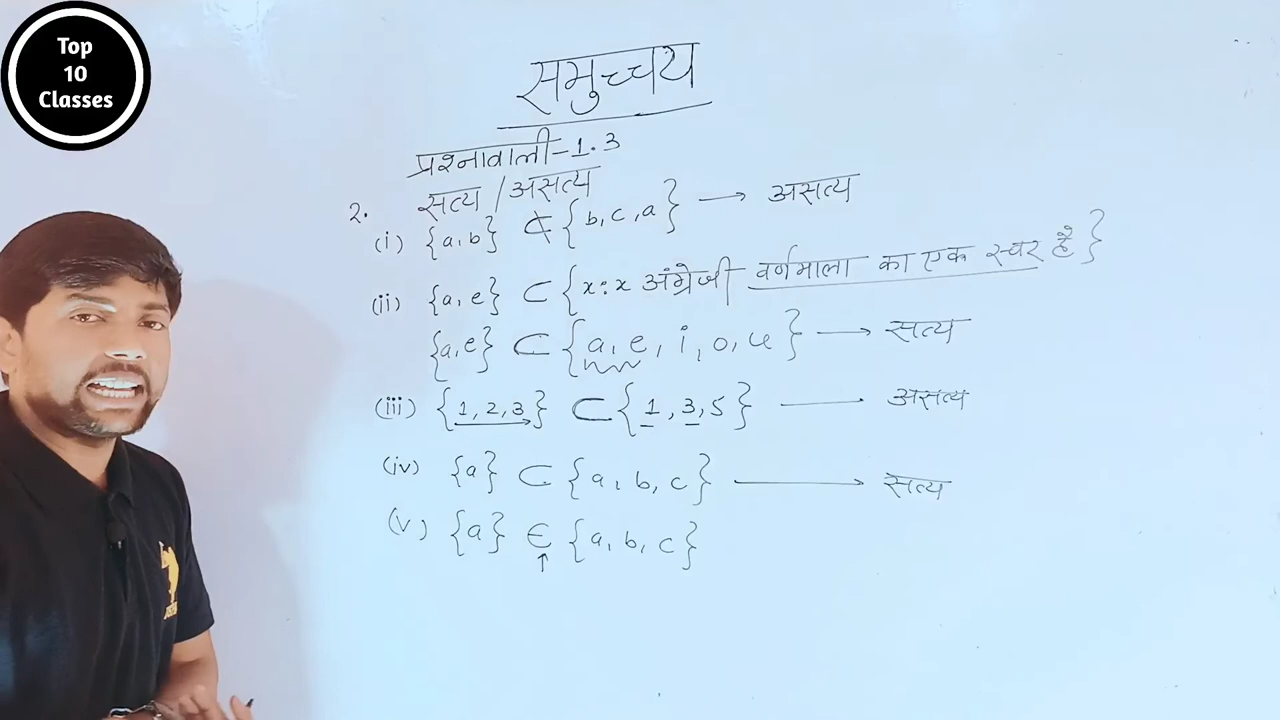 Top
10
Classes
समुच्चय
प्रश्नावाली-1.3
2. सत्य / असत्य
(i) {a,b} ⊄ {b,c,a} → असत्य
(ii) {a,e} ⊂ {x:x अंग्रेजी वर्णमाला का एक स्वर है}
{a,e} ⊂ {a,e,i,o,u} → सत्य
(iii) {1,2,3} ⊂ {1,3,5} → असत्य
(iv) {a} ⊂ {a,b,c} → सत्य
(v) {a} ∈ {a,b,c}